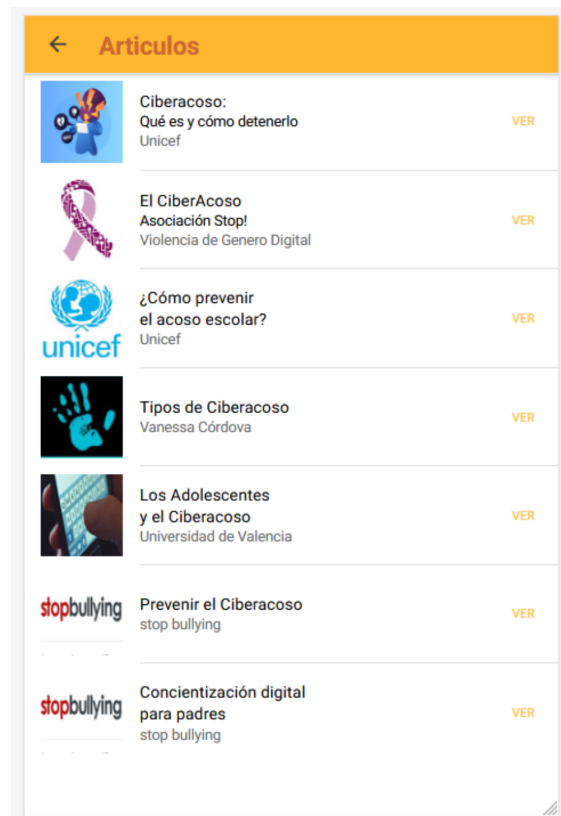 Articulos
Ciberacoso:
Qué es y cómo detenerlo
Unicef
VER
El CiberAcoso
Asociación Stop!
Violencia de Genero Digital
VER
unicef
¿Cómo prevenir
el acoso escolar?
Unicef
VER
Tipos de Ciberacoso
Vanessa Córdova
VER
Los Adolescentes
y el Ciberacoso
Universidad de Valencia
VER
stopbullying
Prevenir el Ciberacoso
stop bullying
VER
stopbullying
Concientización digital
para padres
stop bullying
VER